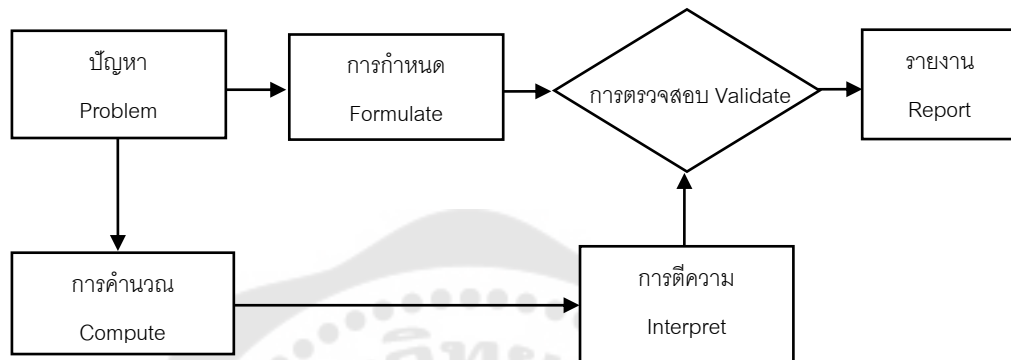 ปัญหา
Problem
การกำหนด
Formulate
การตรวจสอบ Validate
รายงาน
Report
การคำนวณ
Compute
การตีความ
Interpret